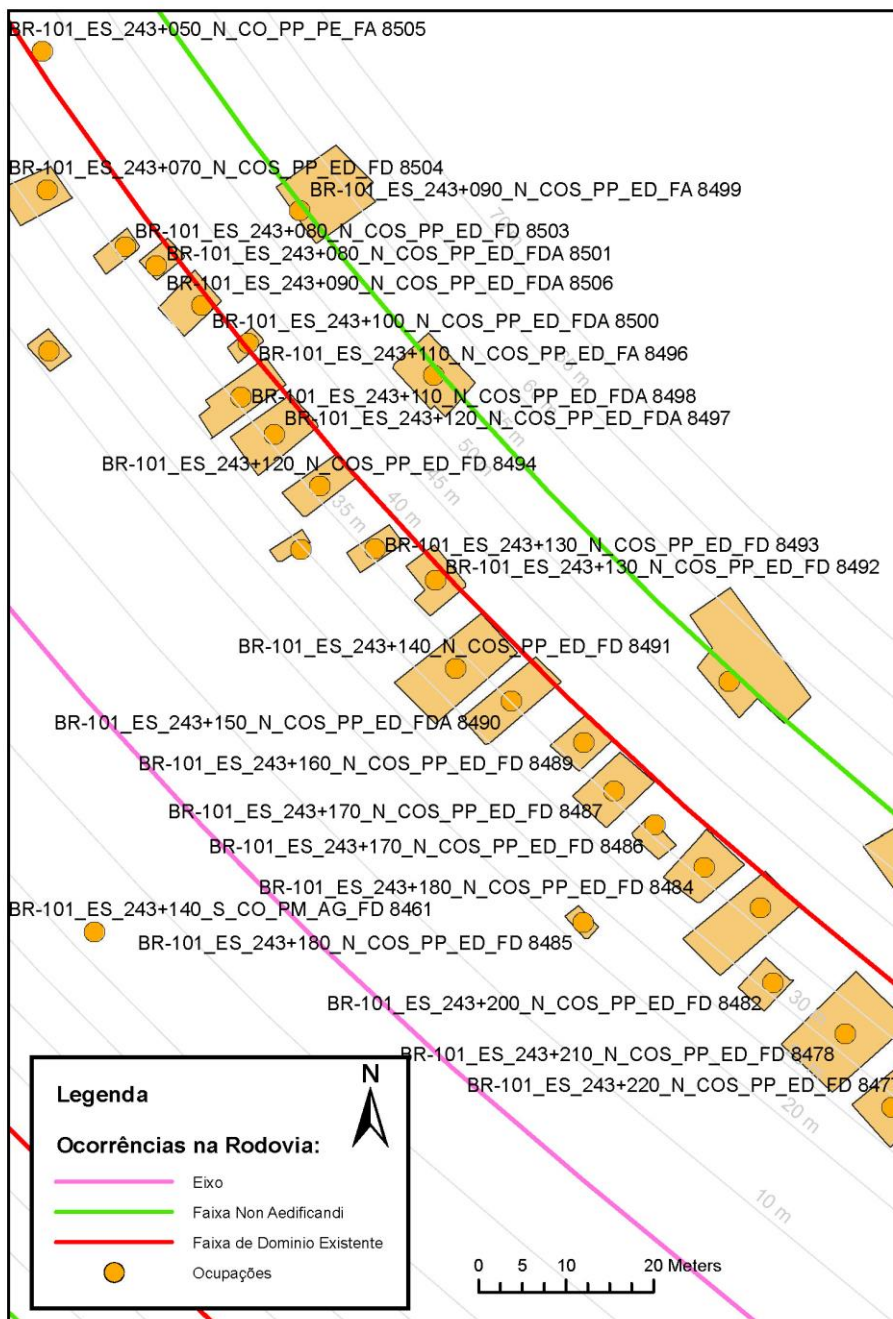 BR-101_ES_243+050_N_CO_PP_PE_FA 8505
BR-101_ES_243+070_N_COS_PP_ED_FD 8504
BR-101_ES_243+090_N_COS_PP_ED_FA 8499
70 m
BR-101_ES_243+080_N_COS_PP_ED_FD 8503
BR-101_ES_243+080_N_COS_PP_ED_FDA 8501
BR-101_ES_243+090_N_COS_PP_ED_FDA 8506
BR-101_ES_243+100_N_COS_PP_ED_FDA 8500
BR-101_ES_243+110_N_COS_PP_ED_FA 8496
BR-101_ES_243+110_N_COS_PP_ED_FDA 8498
BR-101_ES_243+120_N_COS_PP_ED_FDA 8497
50 m
BR-101_ES_243+120_N_COS_PP_ED_FD 8494
45 m
40 m
35 m
BR-101_ES_243+130_N_COS_PP_ED_FD 8493
BR-101_ES_243+130_N_COS_PP_ED_FD 8492
BR-101_ES_243+140_N_COS_PP_ED_FD 8491
BR-101_ES_243+150_N_COS_PP_ED_FDA 8490
BR-101_ES_243+160_N_COS_PP_ED_FD 8489
BR-101_ES_243+170_N_COS_PP_ED_FD 8487
BR-101_ES_243+170_N_COS_PP_ED_FD 8486
BR-101_ES_243+180_N_COS_PP_ED_FD 8484
BR-101_ES_243+140_S_CO_PM_AG_FD 8461
BR-101_ES_243+180_N_COS_PP_ED_FD 8485
BR-101_ES_243+200_N_COS_PP_ED_FD 8482
30 m
BR-101_ES_243+210_N_COS_PP_ED_FD 8478
BR-101_ES_243+220_N_COS_PP_ED_FD 847
20 m
10 m
Legenda
N
Ocorrências na Rodovia:
Eixo
Faixa Non Aedificandi
Faixa de Dominio Existente
Ocupações
0 5 10 20 Meters